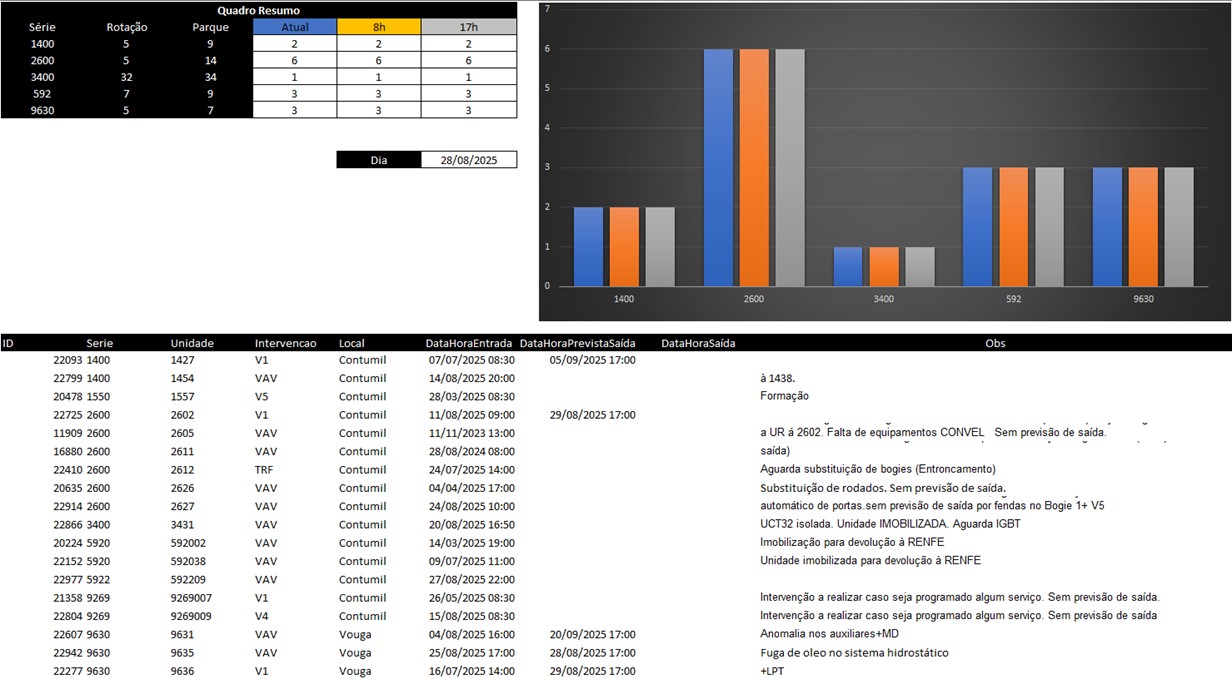 Quadro Resumo
Série Rotação Parque Atual 8h 17h
1400 5 9 2 2 2
2600 5 14 6 6 6
3400 32 34 1 1 1
592 7 9 3 3 3
9630 5 7 3 3 3
Dia 28/08/2025
7
6
5
4
3
2
1
0
1400 2600 3400 592 9630
ID Serie Unidade Intervencao Local DataHoraEntrada DataHoraPrevistaSaída DataHoraSaída Obs
22093 1400 1427 V1 Contumil 07/07/2025 08:30 05/09/2025 17:00
22799 1400 1454 VAV Contumil 14/08/2025 20:00 à 1438.
20478 1550 1557 V5 Contumil 28/03/2025 08:30 Formação
22725 2600 2602 V1 Contumil 11/08/2025 09:00 29/08/2025 17:00
11909 2600 2605 VAV Contumil 11/11/2023 13:00 a UR á 2602. Falta de equipamentos CONVEL Sem previsão de saída.
16880 2600 2611 VAV Contumil 28/08/2024 08:00 saída)
22410 2600 2612 TRF Contumil 24/07/2025 14:00 Aguarda substituição de bogies (Entroncamento)
20635 2600 2626 VAV Contumil 04/04/2025 17:00 Substituição de rodados. Sem previsão de saída.
22914 2600 2627 VAV Contumil 24/08/2025 10:00 automático de portas.sem previsão de saída por fendas no Bogie 1+ V5
22866 3400 3431 VAV Contumil 20/08/2025 16:50 UCT32 isolada. Unidade IMOBILIZADA. Aguarda IGBT
20224 5920 592002 VAV Contumil 14/03/2025 19:00 Imobilização para devolução à RENFE
22152 5920 592038 VAV Contumil 09/07/2025 11:00 Unidade imobilizada para devolução à RENFE
22977 5922 592209 VAV Contumil 27/08/2025 22:00
21358 9269 9269007 V1 Contumil 26/05/2025 08:30 Intervenção a realizar caso seja programado algum serviço. Sem previsão de saída.
22804 9269 9269009 V4 Contumil 15/08/2025 08:30 Intervenção a realizar caso seja programado algum serviço. Sem previsão de saída
22607 9630 9631 VAV Vouga 04/08/2025 16:00 20/09/2025 17:00 Anomalia nos auxiliares+MD
22942 9630 9635 VAV Vouga 25/08/2025 17:00 28/08/2025 17:00 Fuga de oleo no sistema hidrostático
22277 9630 9636 V1 Vouga 16/07/2025 14:00 29/08/2025 17:00 +LPT